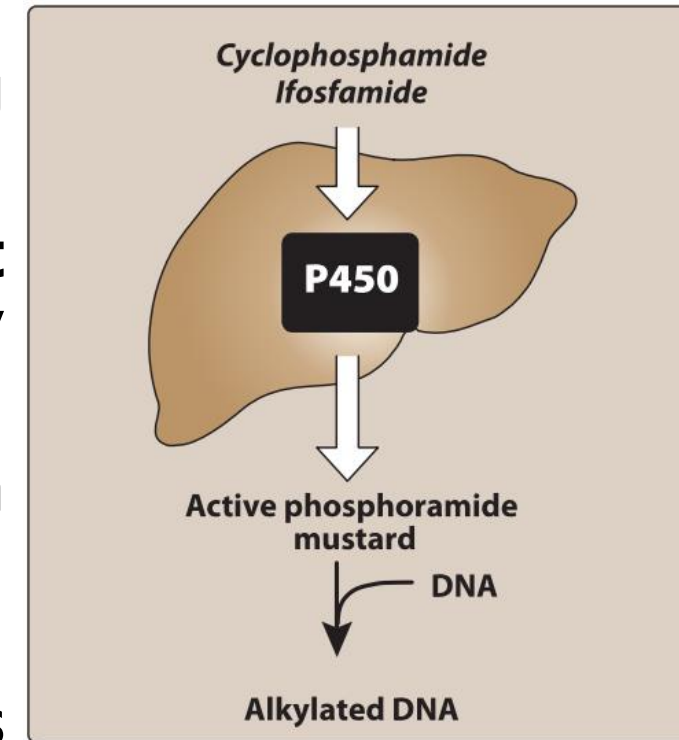 Cyclophosphamide
Ifosfamide
P450
Active phosphoramide
mustard
DNA
Alkylated DNA